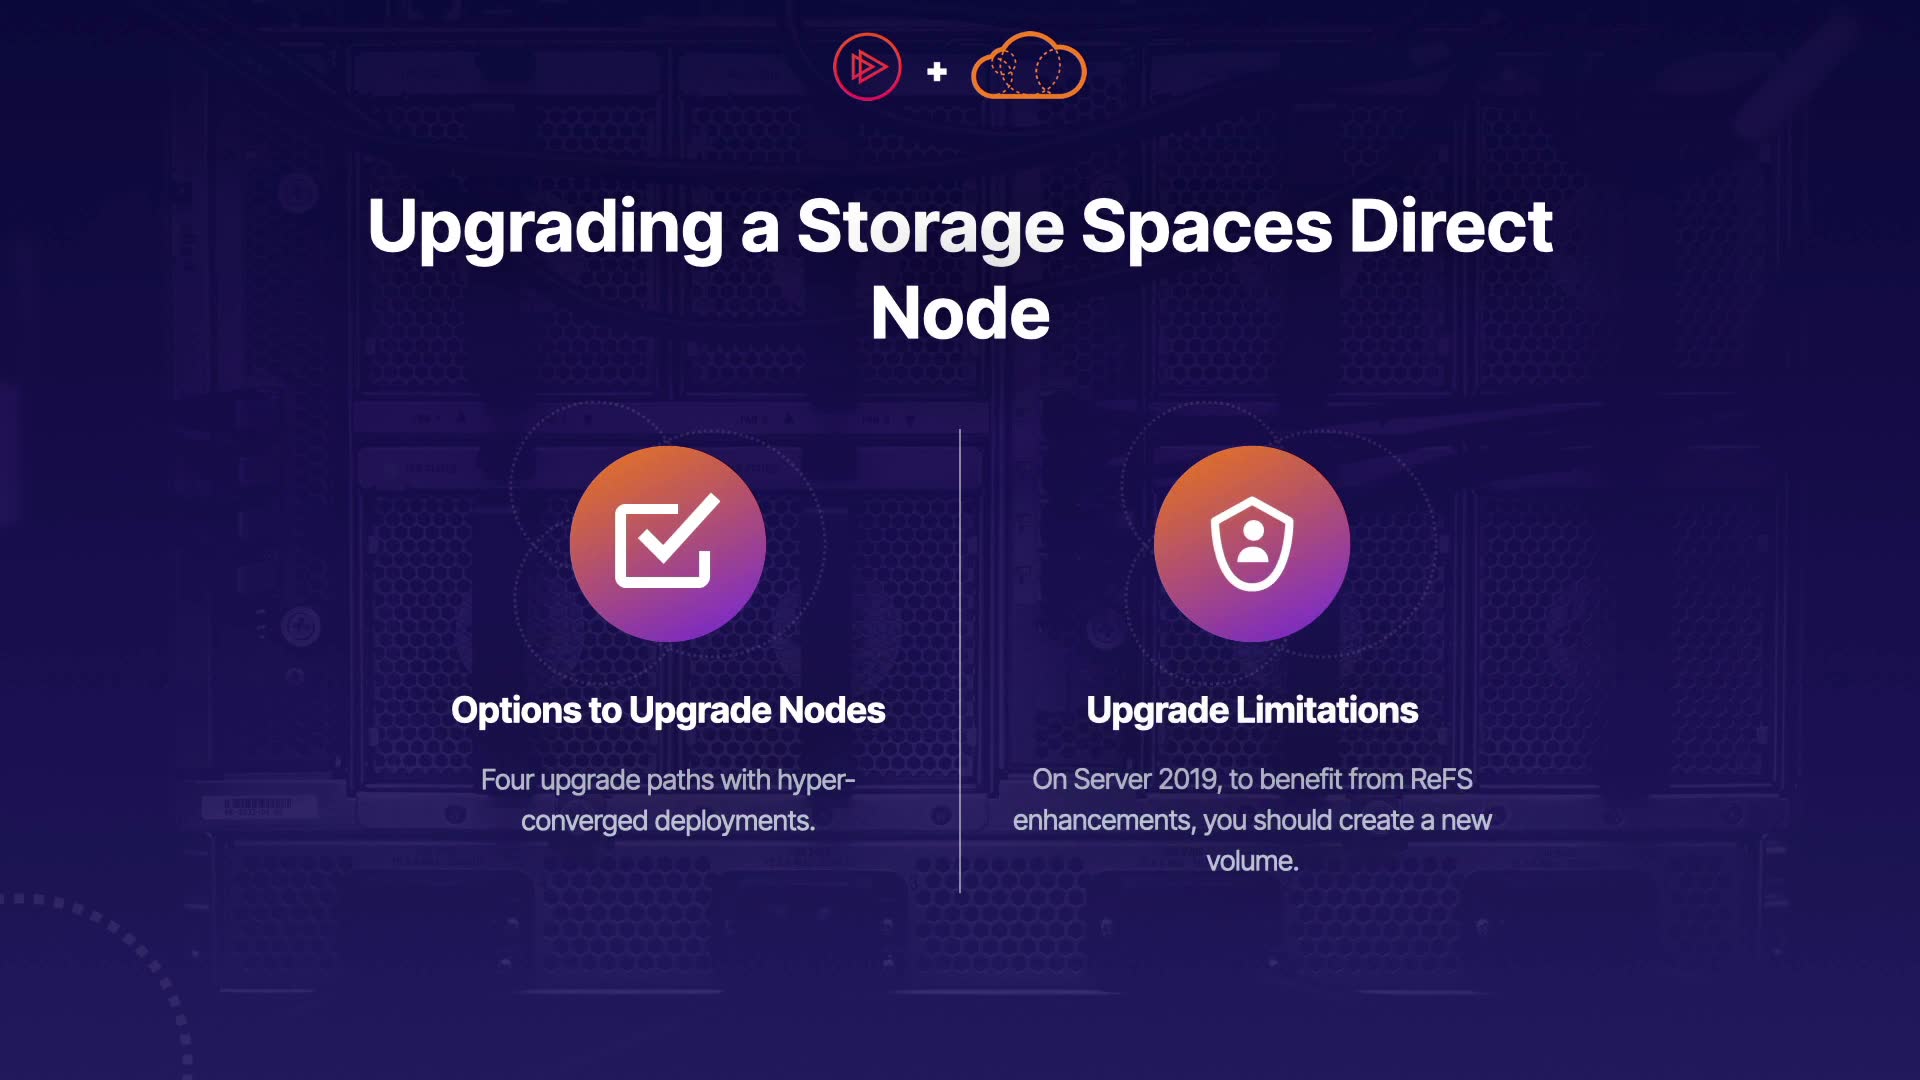 Upgrading a Storage Spaces Direct
Node
Options to Upgrade Nodes
Four upgrade paths with hyper-
converged deployments.
Upgrade Limitations
On Server 2019, to benefit from ReFS
enhancements, you should create a new
volume.